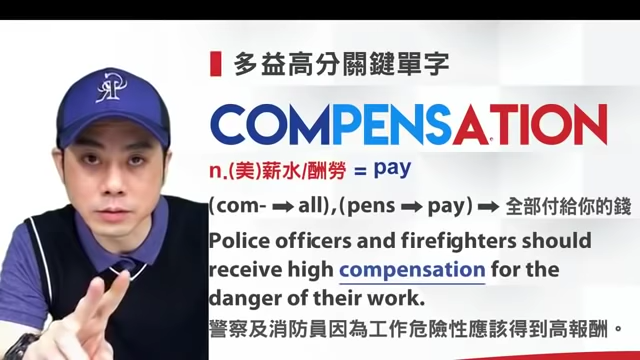 多益高分關鍵單字
COMPENSATION
n.(美)薪水/酬勞 = pay
(com- ➡ all),(pens ➡ pay) ➡ 全部付給你的錢
Police officers and firefighters should
receive high compensation for the
danger of their work.
警察及消防員因為工作危險性應該得到高報酬。